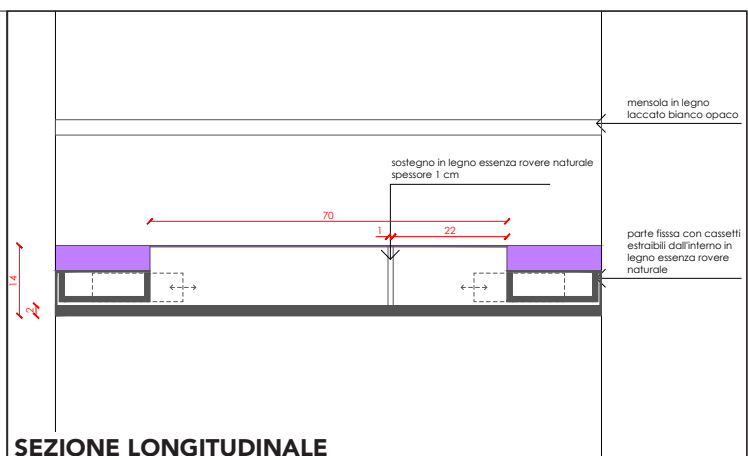 mensola in legno
laccato bianco opaco
sostegno in legno essenza rovere naturale
spessore 1 cm
70
1
22
parte fisssa con cassetti
estraibili dall'interno in
legno essenza rovere
naturale
14
2
SEZIONE LONGITUDINALE